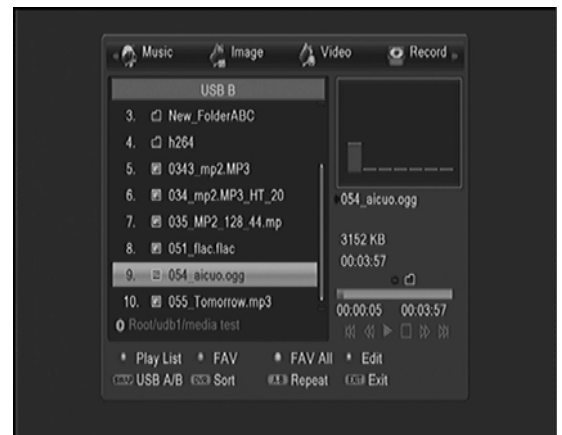 Music Image Video Record
USB B
3. New_FolderABC
4. h264
5. 0343_mp2.MP3
6. 034_mp2.MP3_HT_20
7. 035_MP2_128_44.mp
8. 051_flac.flac
9. 054_aicuo.ogg
10. 055_Tomorrow.mp3
Root/udb1/media test
054_aicuo.ogg
3152 KB
00:03:57
00:00:05 00:03:57
Play List FAV FAV All Edit
USB A/B Sort Repeat EXIT Exit